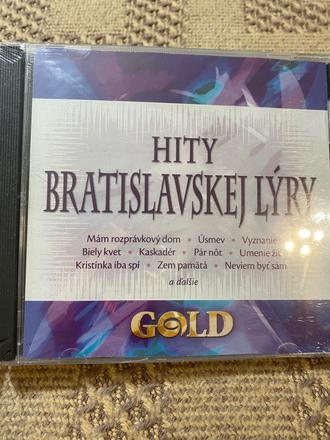 HITY
BRATISLAVSKEJ LÝRY
Mám rozprávkový dom • Úsmev • Vyznanie
Biely kvet • Kaskadér • Pár nôt • Umenie žiť
Kristínka iba spí • Zem pamätá • Neviem byť sám
a ďalšie
GOLD